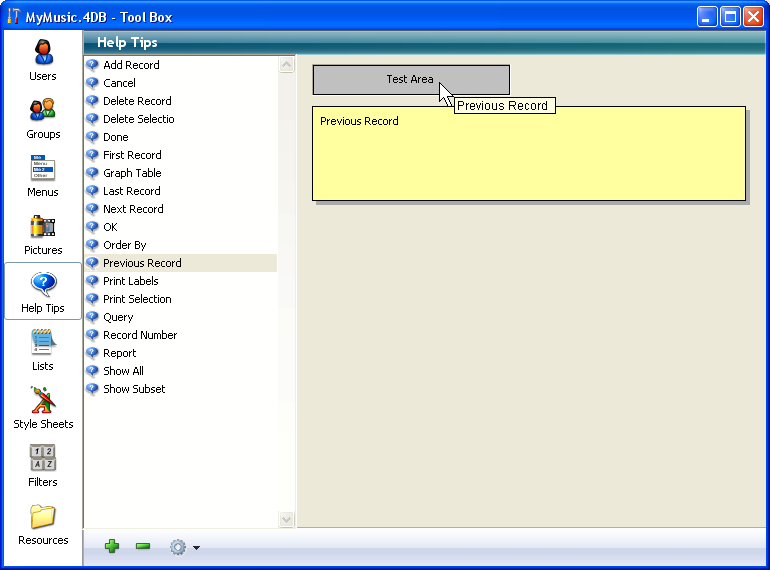 MyMusic.4DB - Tool Box
Users
Groups
Menus
Pictures
Help Tips
Lists
Style Sheets
Filters
Resources
Help Tips
Add Record
Cancel
Delete Record
Delete Selectio
Done
First Record
Graph Table
Last Record
Next Record
OK
Order By
Previous Record
Print Labels
Print Selection
Query
Record Number
Report
Show All
Show Subset
Test Area
Previous Record
Previous Record